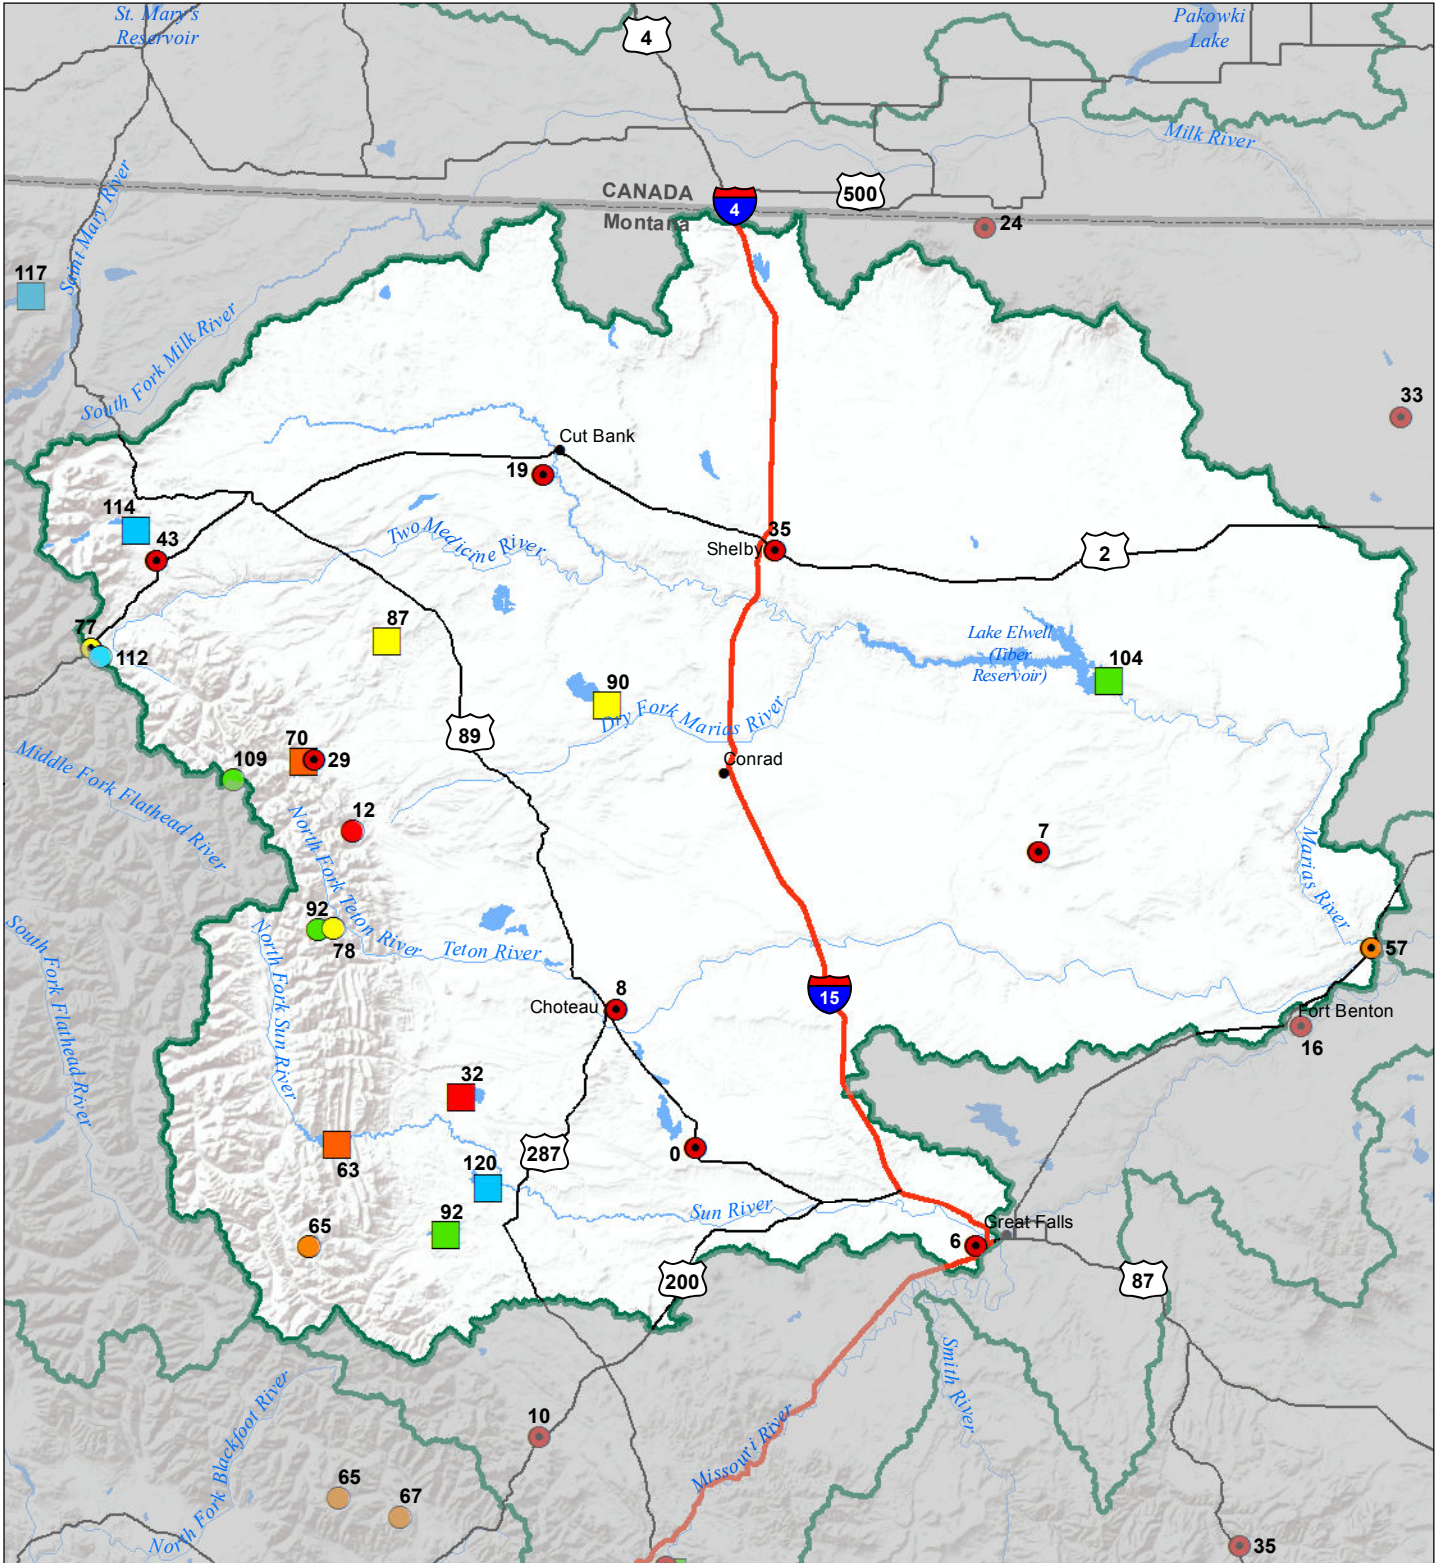 St. Mary's
Reservoir
4
Pakowki
Lake
Milk River
CANADA
Montana
4
500
24
Saint Mary River
117
South Fork Milk River
33
Cut Bank
19
114
43
Two Medicine River
35
Shelby
2
77
112
87
Lake Elwell
(Tiber
Reservoir)
104
90
Dry Fork Marias River
89
70
29
109
Conrad
Middle Fork Flathead River
12
7
North Fork Teton River
Marias River
92
78
Teton River
57
South Fork Flathead River
North Fork Sun River
8
Choteau
15
Fort Benton
16
32
63
287
0
120
92
Sun River
65
Great Falls
6
200
87
Smith River
North Fork Blackfoot River
10
Missouri River
65
67
35